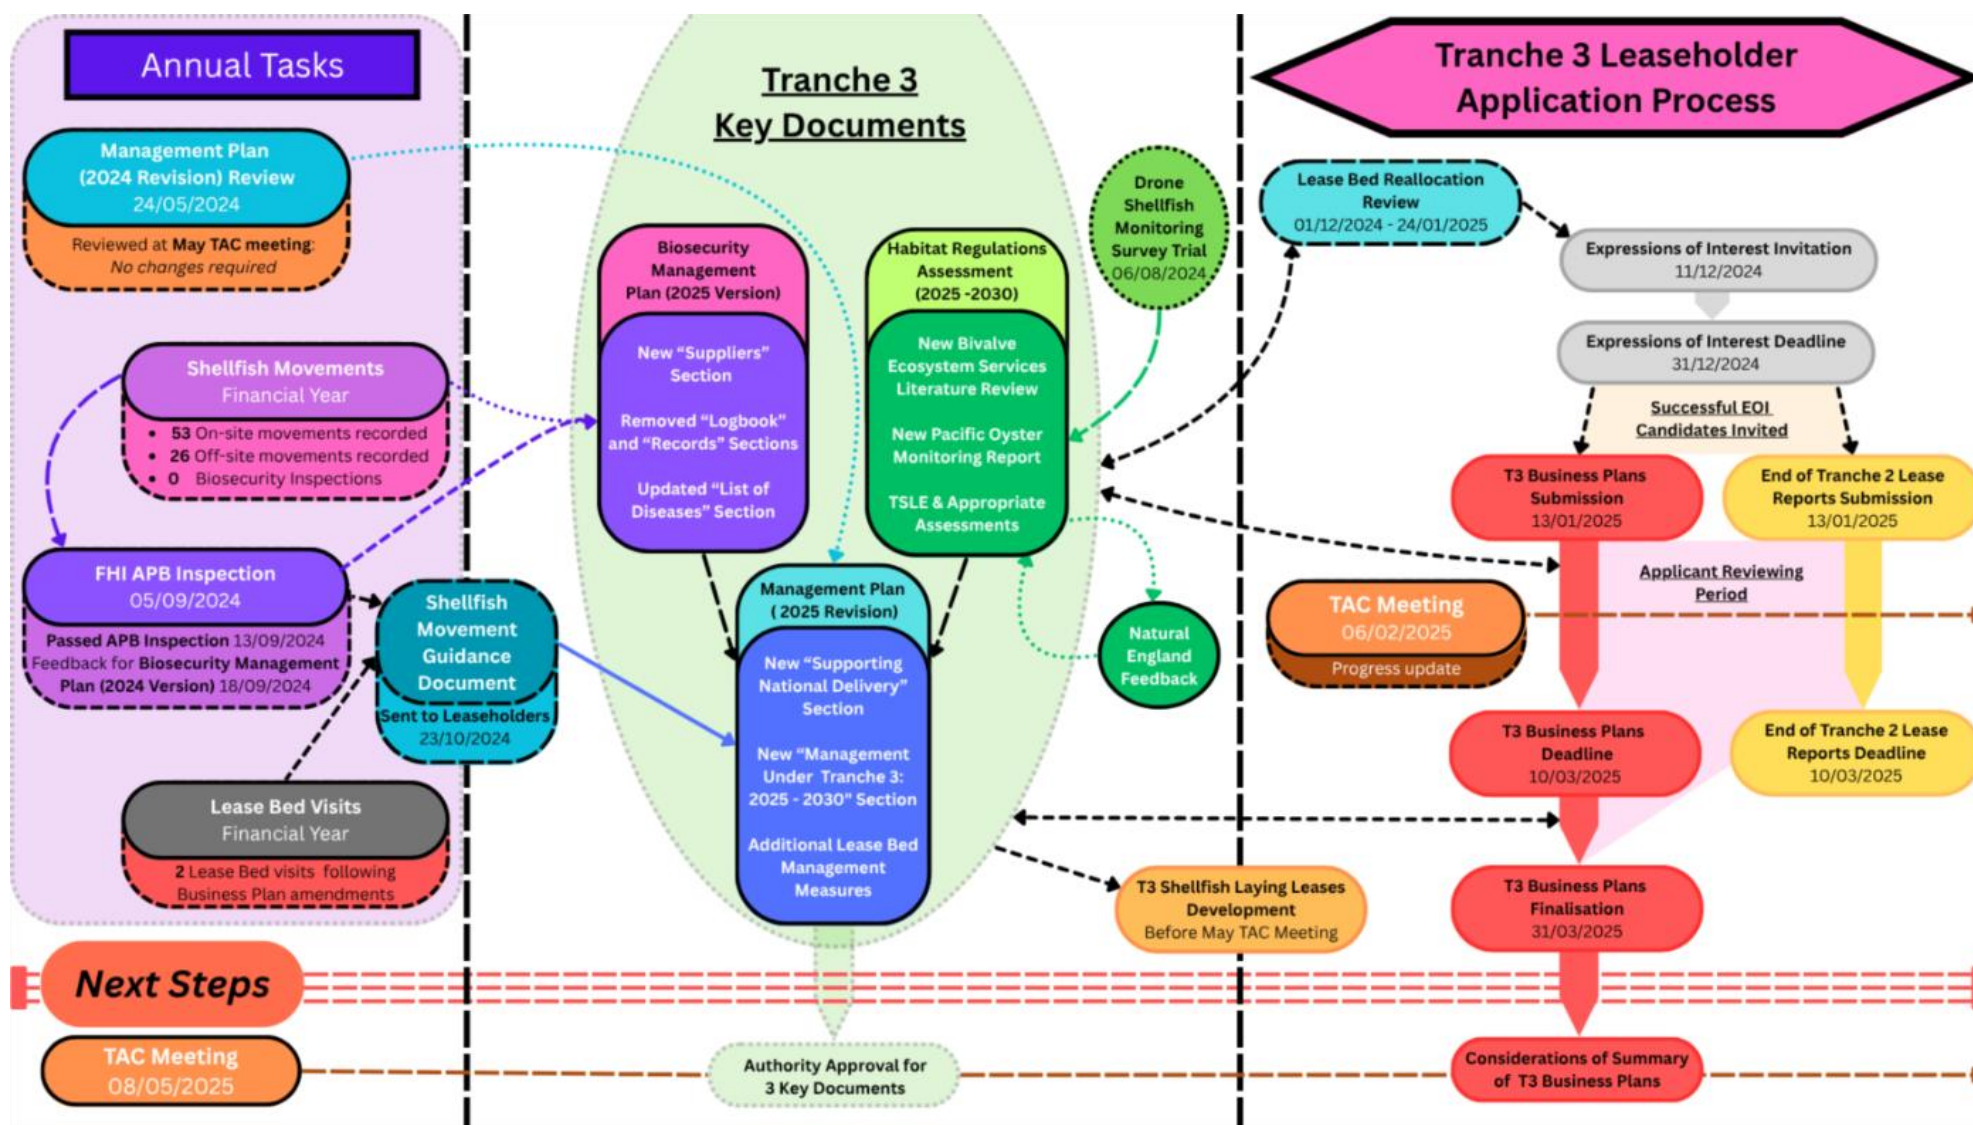 Annual Tasks
Management Plan
(2024 Revision) Review
24/05/2024
Reviewed at May TAC meeting:
No changes required
Shellfish Movements
Financial Year
• 53 On-site movements recorded
• 26 Off-site movements recorded
• 0 Biosecurity Inspections
FHI APB Inspection
05/09/2024
Passed APB Inspection 13/09/2024
Feedback for Biosecurity Management
Plan (2024 Version) 18/09/2024
Shellfish
Movement
Guidance
Document
Sent to Leaseholders
23/10/2024
Lease Bed Visits
Financial Year
2 Lease Bed visits following
Business Plan amendments
Tranche 3
Key Documents
Biosecurity
Management
Plan (2025 Version)
New “Suppliers”
Section
Removed “Logbook”
and “Records” Sections
Updated “List of
Diseases” Section
Habitat Regulations
Assessment
(2025 -2030)
New Bivalve
Ecosystem Services
Literature Review
New Pacific Oyster
Monitoring Report
TSLE & Appropriate
Assessments
Drone
Shellfish
Monitoring
Survey Trial
06/08/2024
Management Plan
( 2025 Revision)
New “Supporting
National Delivery”
Section
New “Management
Under Tranche 3:
2025 - 2030” Section
Additional Lease Bed
Management
Measures
Natural
England
Feedback
T3 Shellfish Laying Leases
Development
Before May TAC Meeting
Tranche 3 Leaseholder
Application Process
Lease Bed Reallocation
Review
01/12/2024 - 24/01/2025
Expressions of Interest Invitation
11/12/2024
Expressions of Interest Deadline
31/12/2024
Successful EOI
Candidates Invited
T3 Business Plans
Submission
13/01/2025
End of Tranche 2 Lease
Reports Submission
13/01/2025
Applicant Reviewing
Period
TAC Meeting
06/02/2025
Progress update
T3 Business Plans
Deadline
10/03/2025
End of Tranche 2 Lease
Reports Deadline
10/03/2025
T3 Business Plans
Finalisation
31/03/2025
Next Steps
TAC Meeting
08/05/2025
Authority Approval for
3 Key Documents
Considerations of Summary
of T3 Business Plans